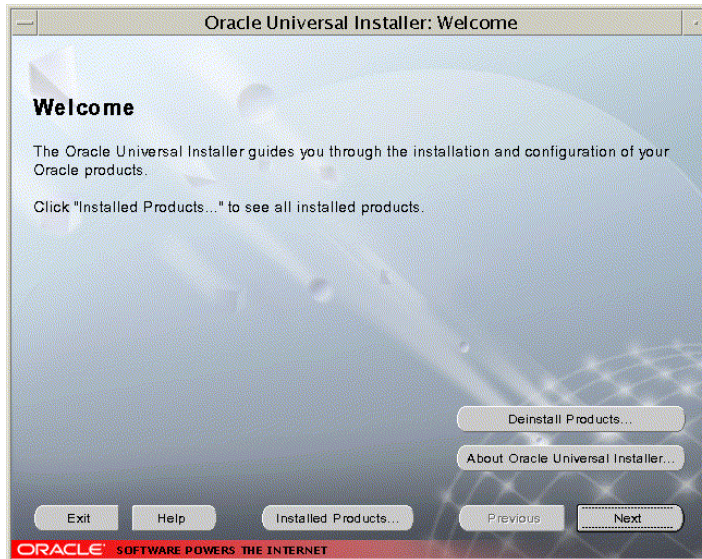 Oracle Universal Installer: Welcome
Welcome
The Oracle Universal Installer guides you through the installation and configuration of your
Oracle products.
Click "Installed Products..." to see all installed products.
Deinstall Products...
About Oracle Universal Installer...
Exit
Help
Installed Products...
Previous
Next
ORACLE SOFTWARE POWERS THE INTERNET